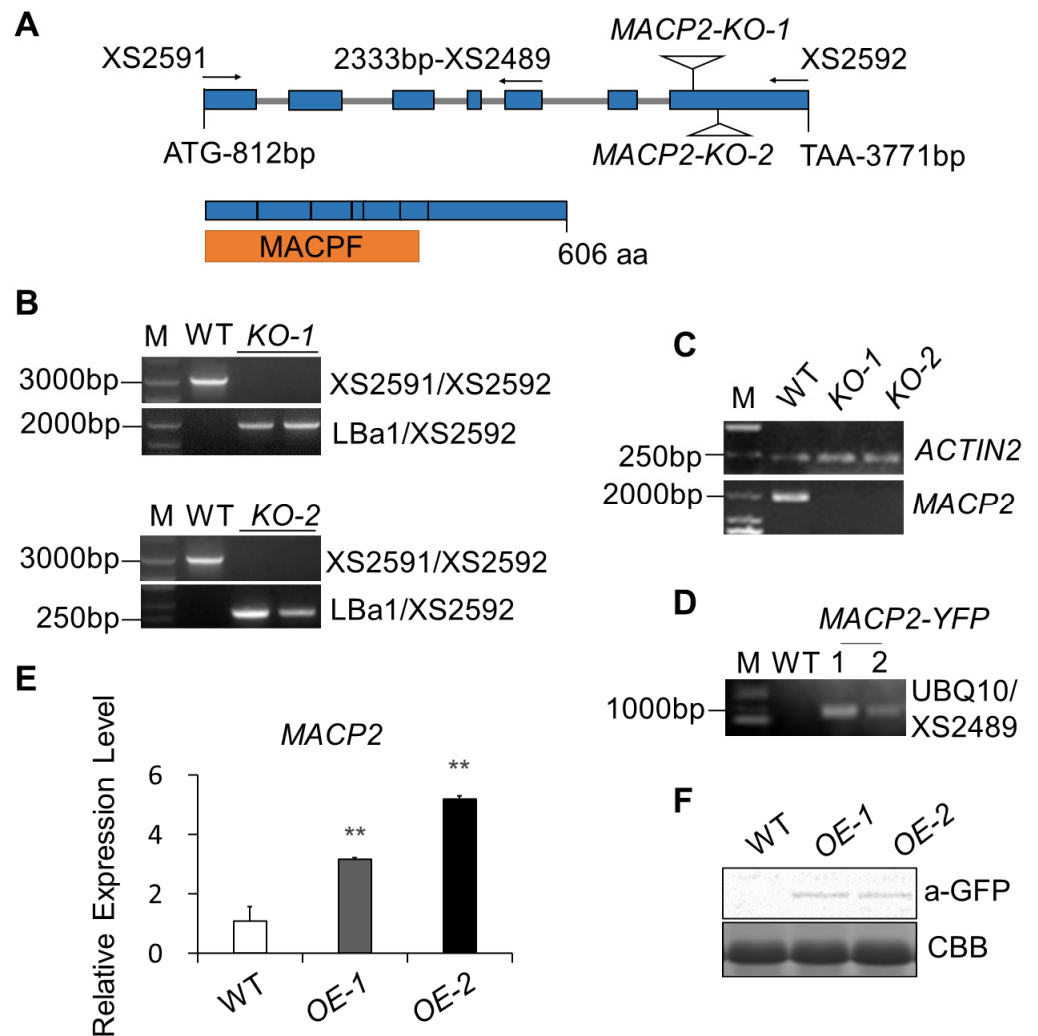 A
MACP2-KO-1
XS2591 2333bp-XS2489 XS2592
ATG-812bp MACP2-KO-2 TAA-3771bp
MACPF
606 aa
B
M WT KO-1
3000bp XS2591/XS2592
2000bp LBa1/XS2592
M WT KO-2
3000bp XS2591/XS2592
250bp LBa1/XS2592
C
M WT KO-1 KO-2
250bp ACTIN2
2000bp MACP2
D
MACP2-YFP
M WT 1 2
1000bp UBQ10/
XS2489
E
MACP2
Relative Expression Level
6
4
2
0
**
**
WT OE-1 OE-2
F
WT OE-1 OE-2
a-GFP
CBB